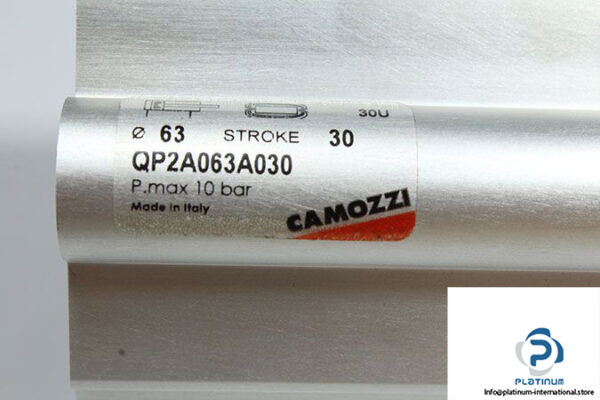 30U
Ø 63 STROKE 30
QP2A063A030
P.max 10 bar
Made in Italy
CAMOZZI
PLATINUM
Info@platinum-international.store